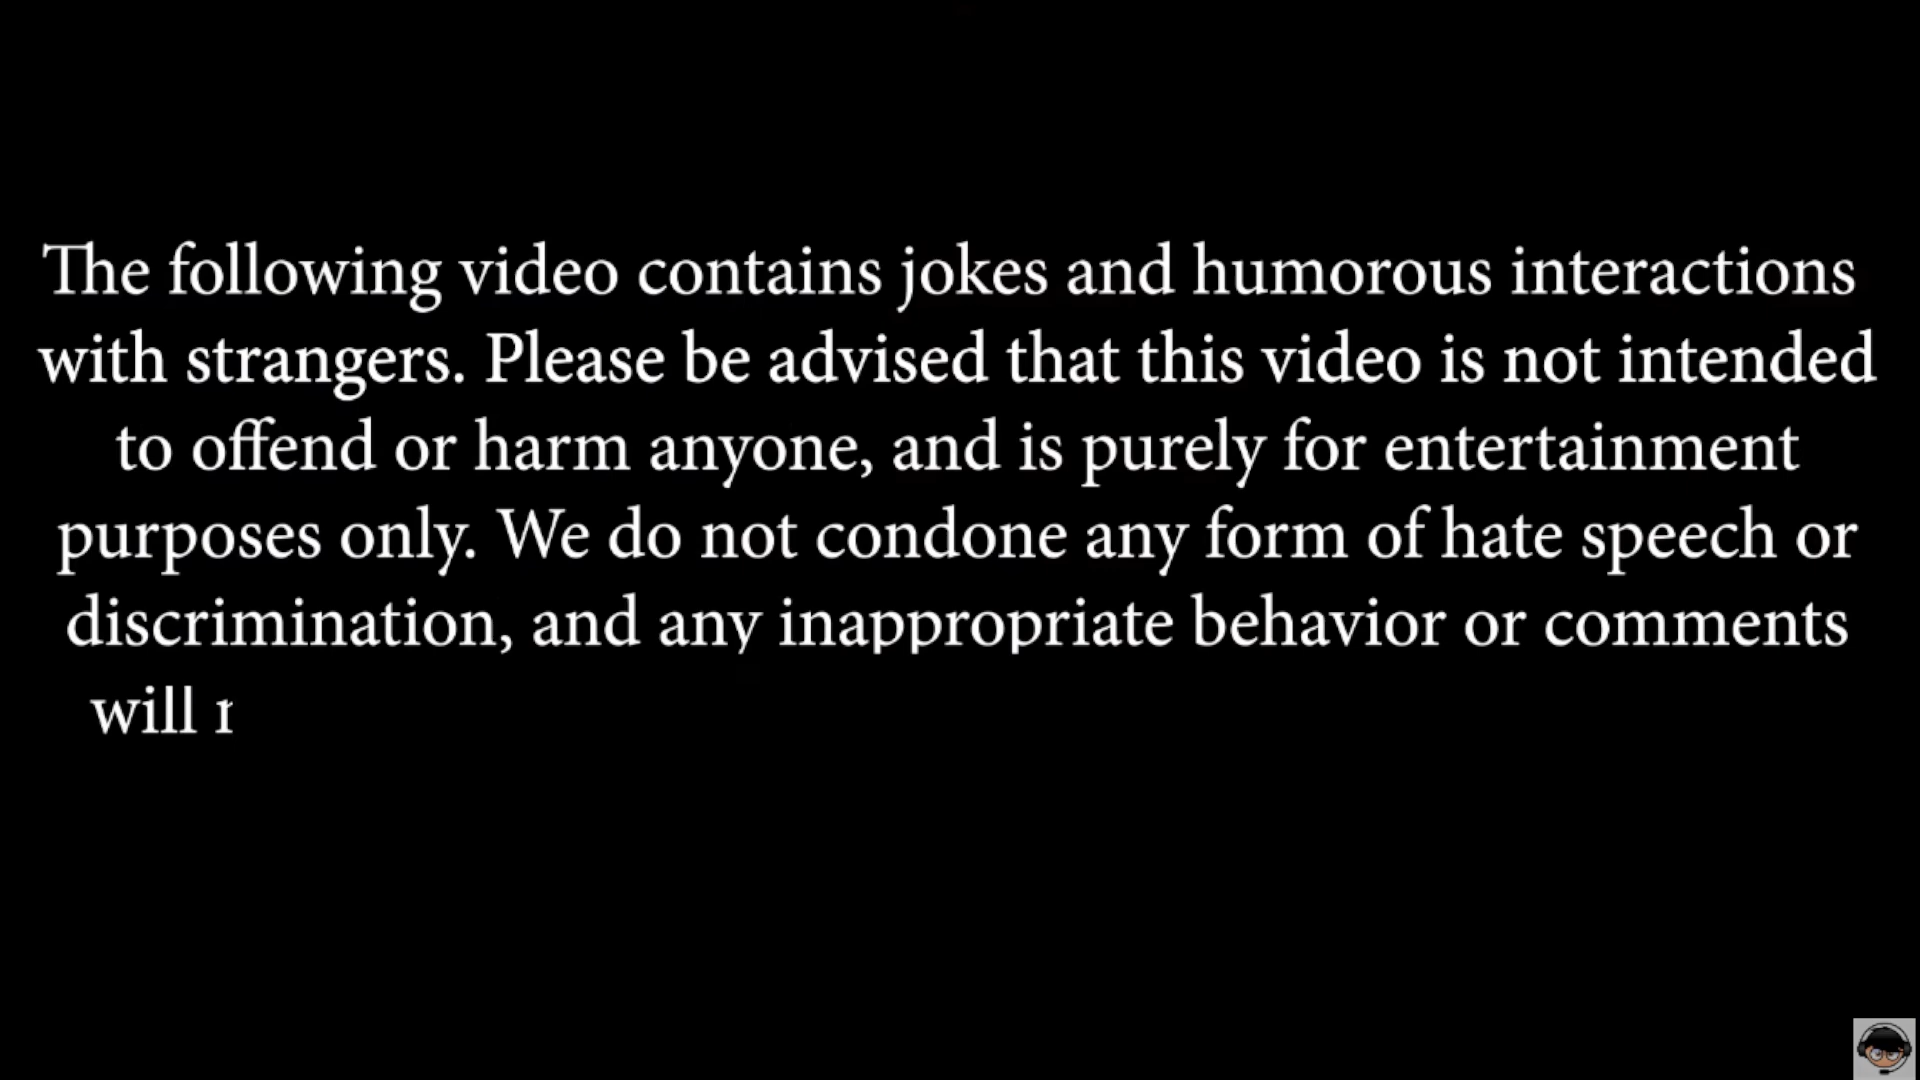 The following video contains jokes and humorous interactions
with strangers. Please be advised that this video is not intended
to offend or harm anyone, and is purely for entertainment
purposes only. We do not condone any form of hate speech or
discrimination, and any inappropriate behavior or comments
will